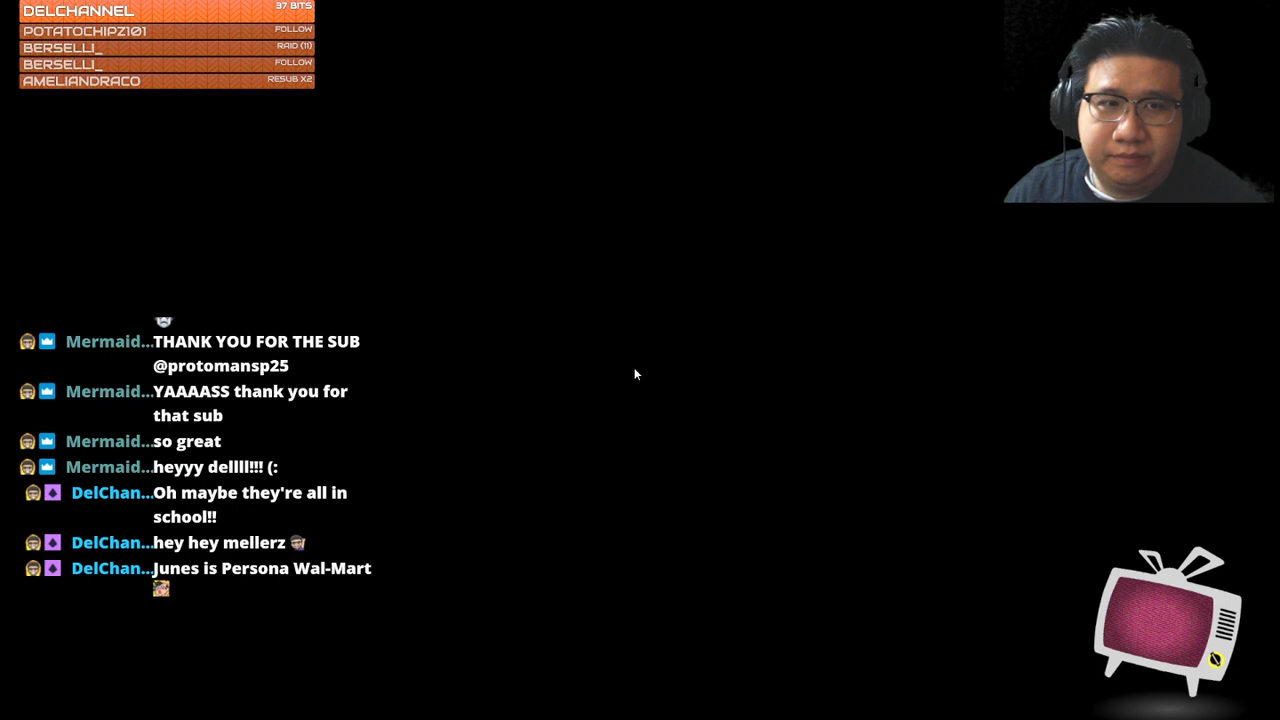 DELCHANNEL 37 BITS
POTATOCHIPZ101 FOLLOW
BERSELLI_ RAID (11)
BERSELLI_ FOLLOW
AMELIANDRACO RESUB X2
Mermaid... THANK YOU FOR THE SUB
@protomansp25
Mermaid... YAAAASS thank you for
that sub
Mermaid... so great
Mermaid... heyyy dellll!!! (:
DelChan... Oh maybe they're all in
school!!
DelChan... hey hey mellerz
DelChan... Junes is Persona Wal-Mart